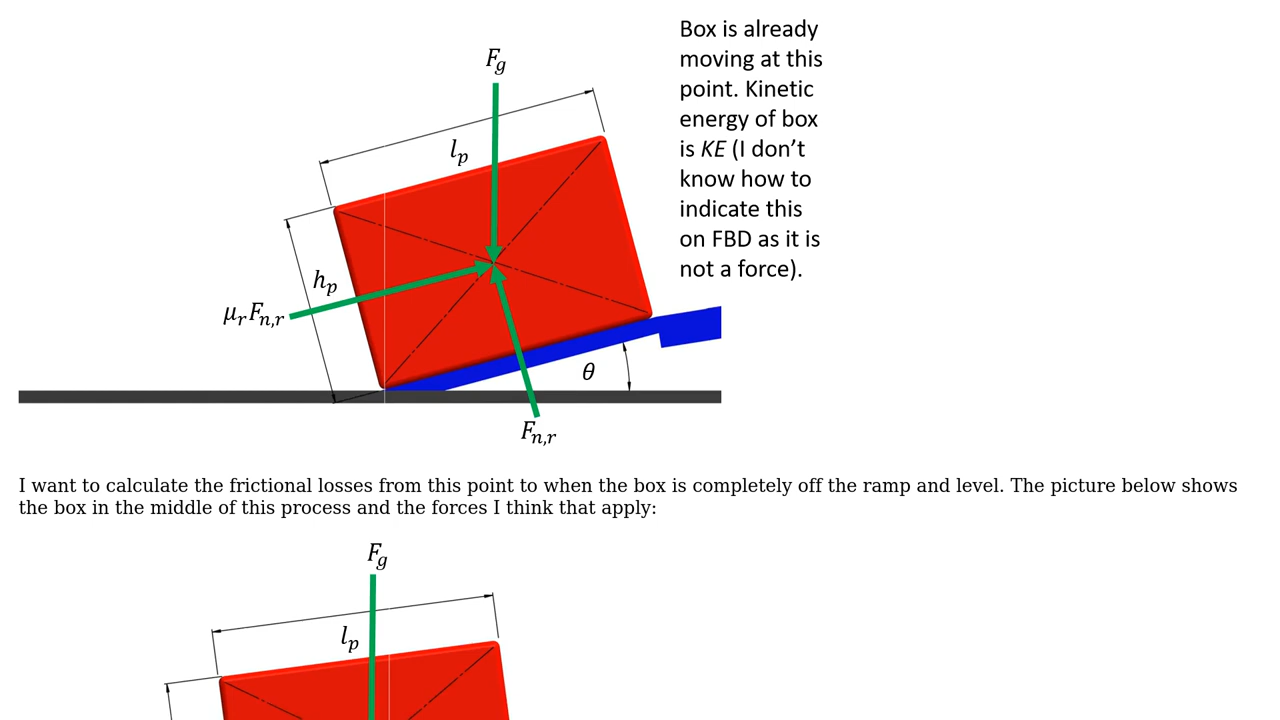 Box is already
moving at this
point. Kinetic
energy of box
is KE (I don't
know how to
indicate this
on FBD as it is
not a force).
F_g
l_p
h_p
μ_rF_{n,r}
θ
F_{n,r}
I want to calculate the frictional losses from this point to when the box is completely off the ramp and level. The picture below shows
the box in the middle of this process and the forces I think that apply:
F_g
l_p